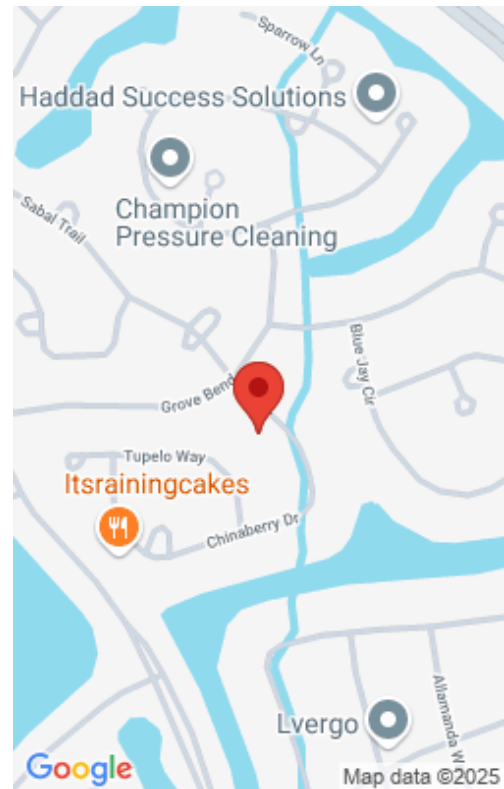 Sparrow Ln
Haddad Success Solutions
Champion
Pressure Cleaning
Sabal Trail
Blue Jay Cir
Grove Bend
Tupelo Way
Itsrainingcakes
Chinaberry Dr
Allamanda W
Lvergo
Google
Map data ©2025